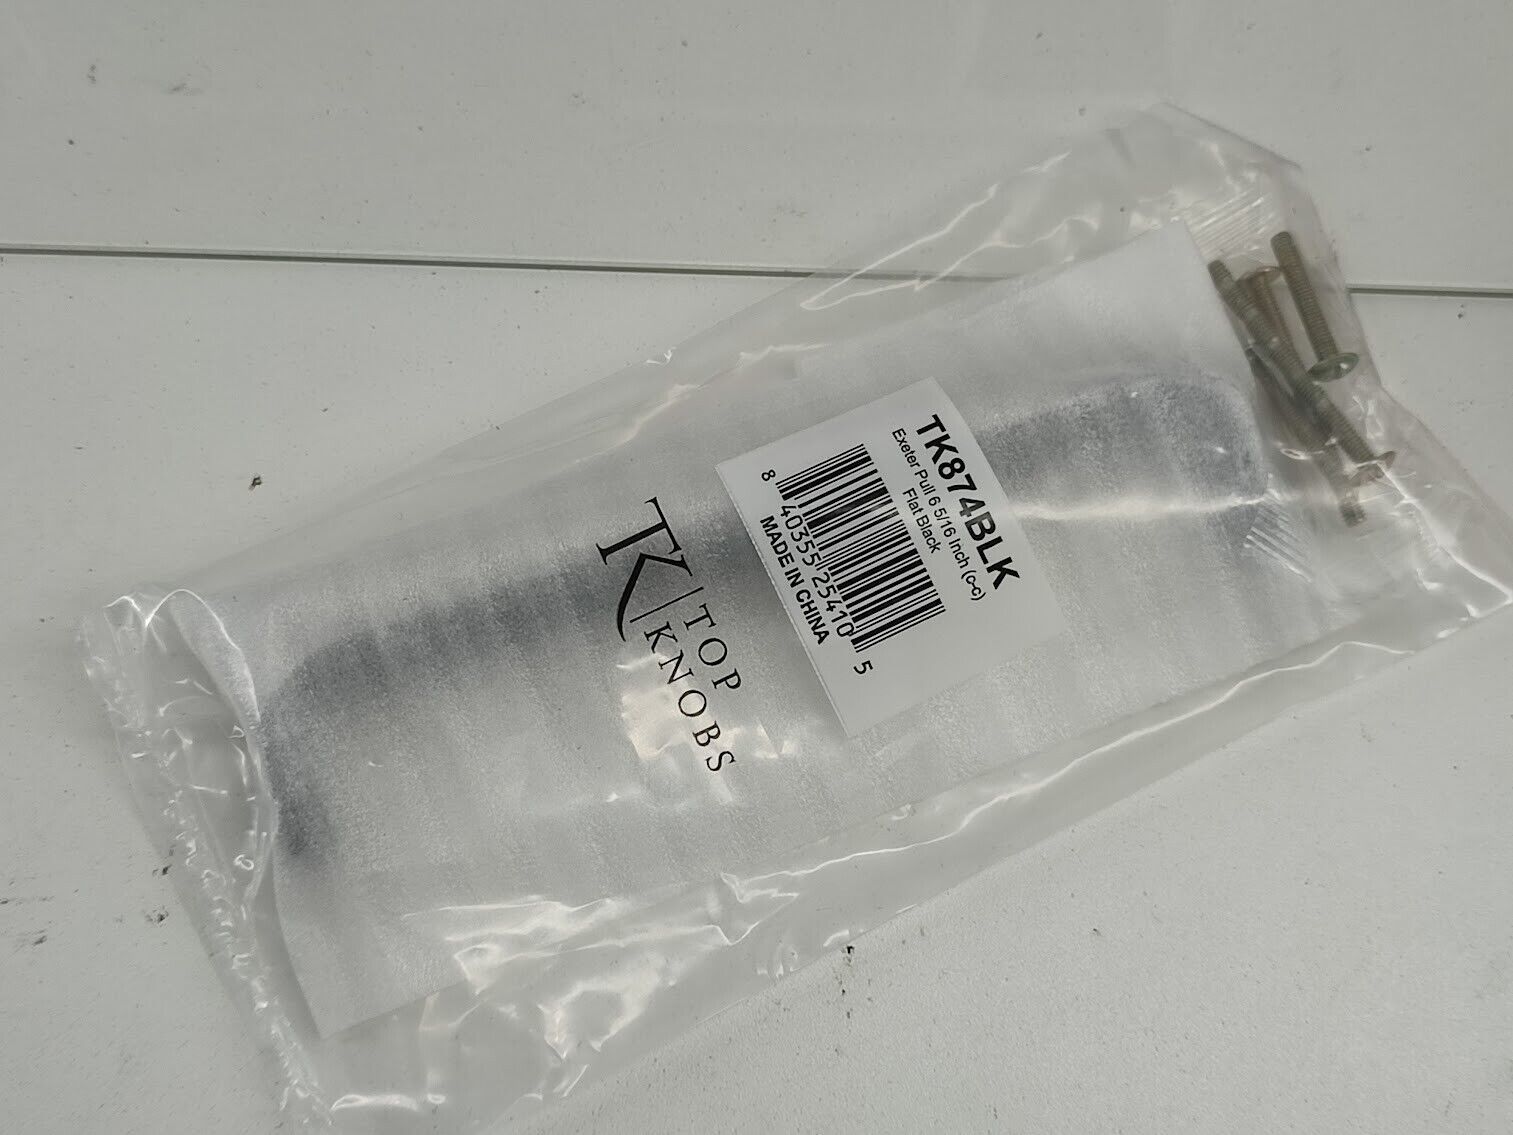 TK874BLK
Exeter Pull 6 5/16 Inch (c-c)
Flat Black
8 40355 25410 5
MADE IN CHINA
TK TOP
KNOBS